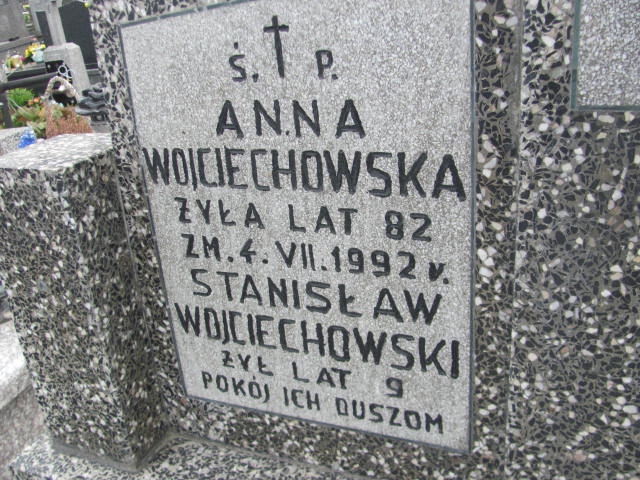 Ś. P.
ANNA
WOJCIECHOWSKA
ŻYŁA LAT 82
ZM. 4. VII. 1992 r.
STANISŁAW
WOJCIECHOWSKI
ŻYŁ LAT 9
POKÓJ ICH DUSZOM